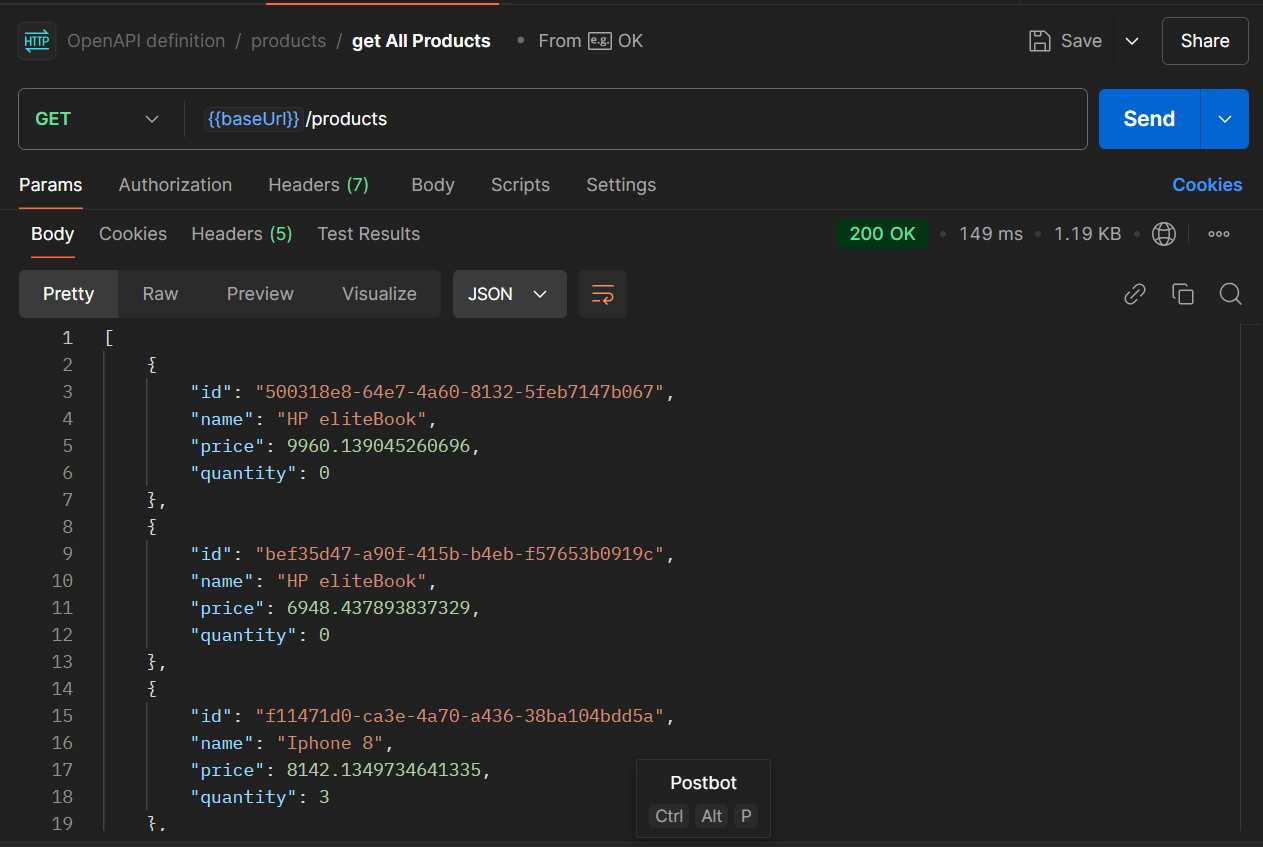 HTTP OpenAPI definition / products / get All Products • From e.g. OK Save Share
GET {{baseUrl}} /products Send
Params Authorization Headers (7) Body Scripts Settings Cookies
Body Cookies Headers (5) Test Results 200 OK • 149 ms • 1.19 KB •
Pretty Raw Preview Visualize JSON
1 [
2 {
3 "id": "500318e8-64e7-4a60-8132-5feb7147b067",
4 "name": "HP eliteBook",
5 "price": 9960.139045260696,
6 "quantity": 0
7 },
8 {
9 "id": "bef35d47-a90f-415b-b4eb-f57653b0919c",
10 "name": "HP eliteBook",
11 "price": 6948.437893837329,
12 "quantity": 0
13 },
14 {
15 "id": "f11471d0-ca3e-4a70-a436-38ba104bdd5a",
16 "name": "Iphone 8",
17 "price": 8142.1349734641335,
18 "quantity": 3
19 },
Postbot
Ctrl Alt P